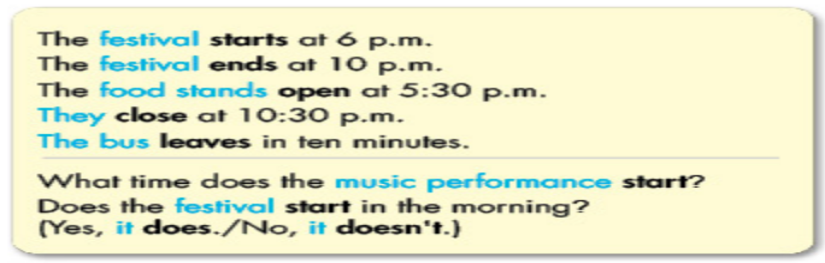 The festival starts at 6 p.m.
The festival ends at 10 p.m.
The food stands open at 5:30 p.m.
They close at 10:30 p.m.
The bus leaves in ten minutes.
What time does the music performance start?
Does the festival start in the morning?
(Yes, it does./No, it doesn't.)